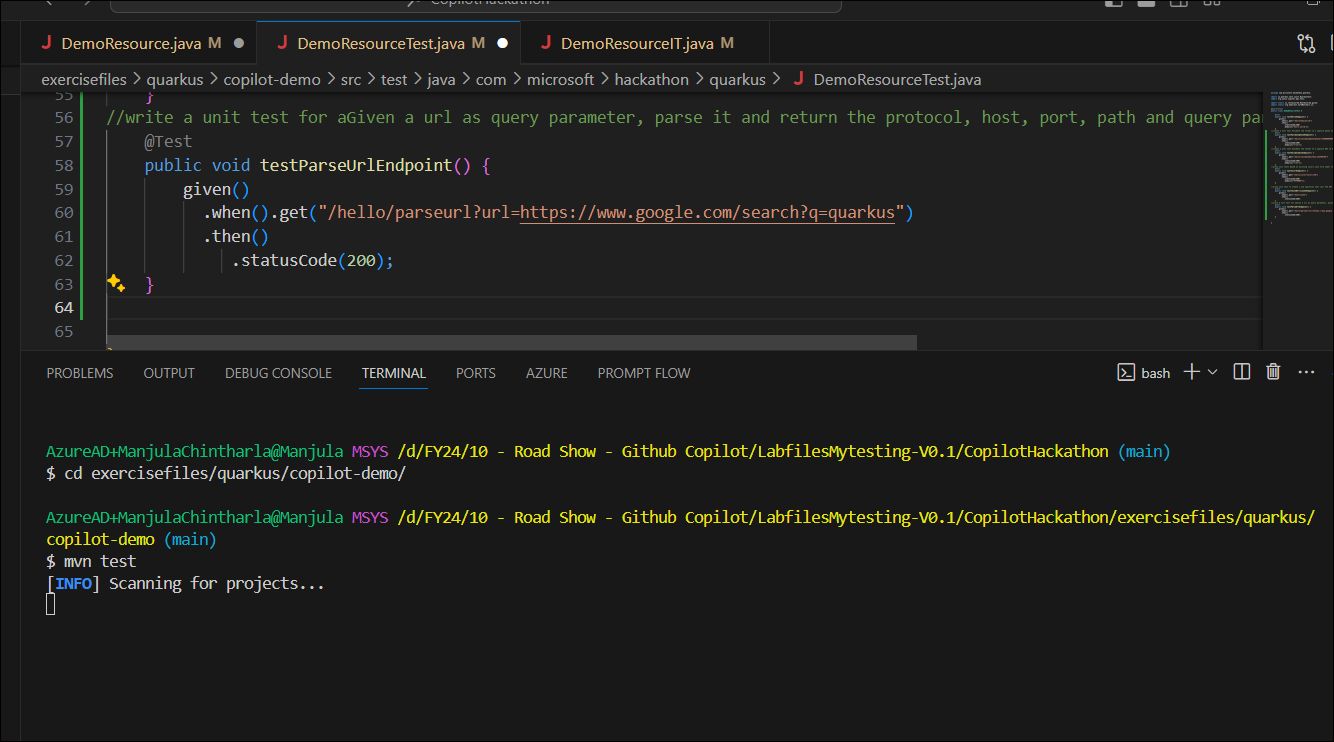 CopilotHackathon
DemoResource.java M
DemoResourceTest.java M
DemoResourceIT.java M
exercisefiles > quarkus > copilot-demo > src > test > java > com > microsoft > hackathon > quarkus > DemoResourceTest.java
55 }
56 //write a unit test for aGiven a url as query parameter, parse it and return the protocol, host, port, path and query par
57 @Test
58 public void testParseUrlEndpoint() {
59 given()
60 .when().get("/hello/parseurl?url=https://www.google.com/search?q=quarkus")
61 .then()
62 .statusCode(200);
63 }
64
65
PROBLEMS OUTPUT DEBUG CONSOLE TERMINAL PORTS AZURE PROMPT FLOW
bash
AzureAD+ManjulaChintharla@Manjula MSYS /d/FY24/10 - Road Show - Github Copilot/LabfilesMytesting-V0.1/CopilotHackathon (main)
$ cd exercisefiles/quarkus/copilot-demo/
AzureAD+ManjulaChintharla@Manjula MSYS /d/FY24/10 - Road Show - Github Copilot/LabfilesMytesting-V0.1/CopilotHackathon/exercisefiles/quarkus/
copilot-demo (main)
$ mvn test
[INFO] Scanning for projects...